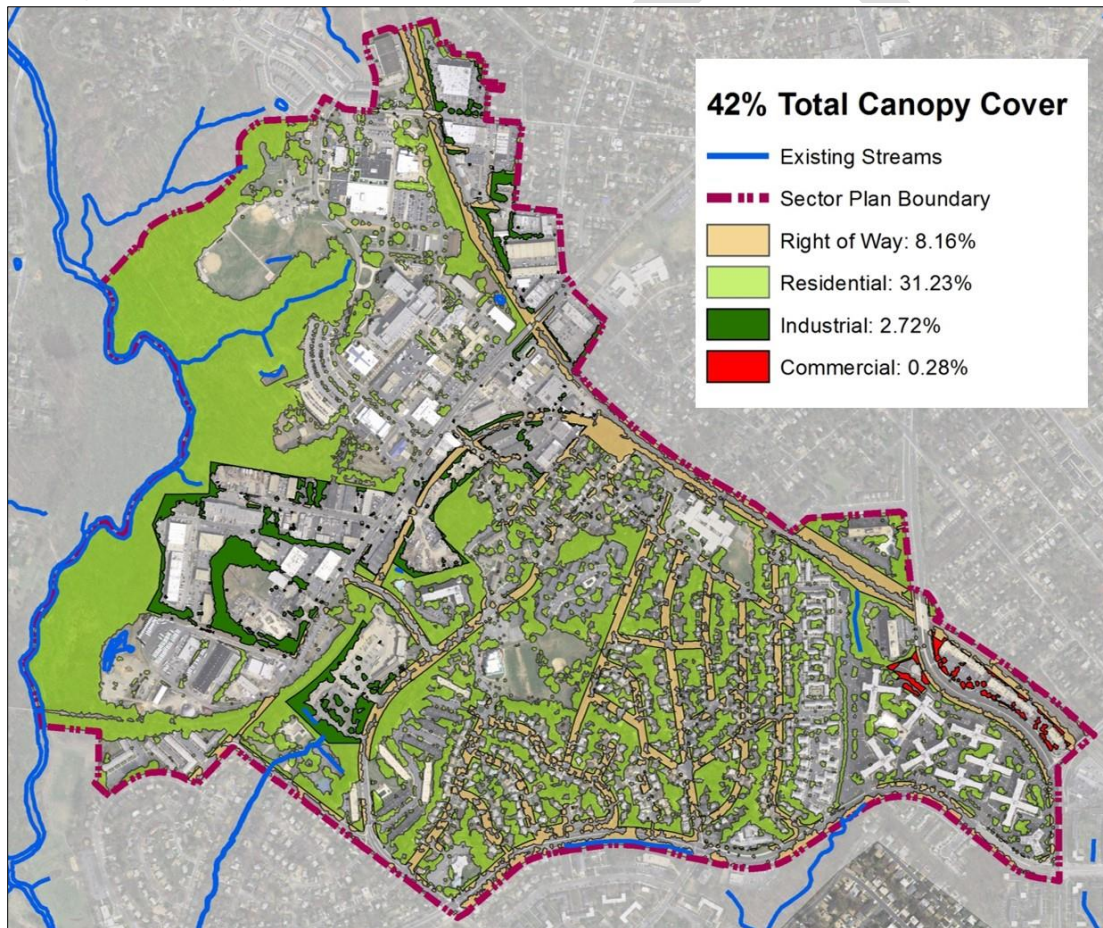 42% Total Canopy Cover
Existing Streams
Sector Plan Boundary
Right of Way: 8.16%
Residential: 31.23%
Industrial: 2.72%
Commercial: 0.28%